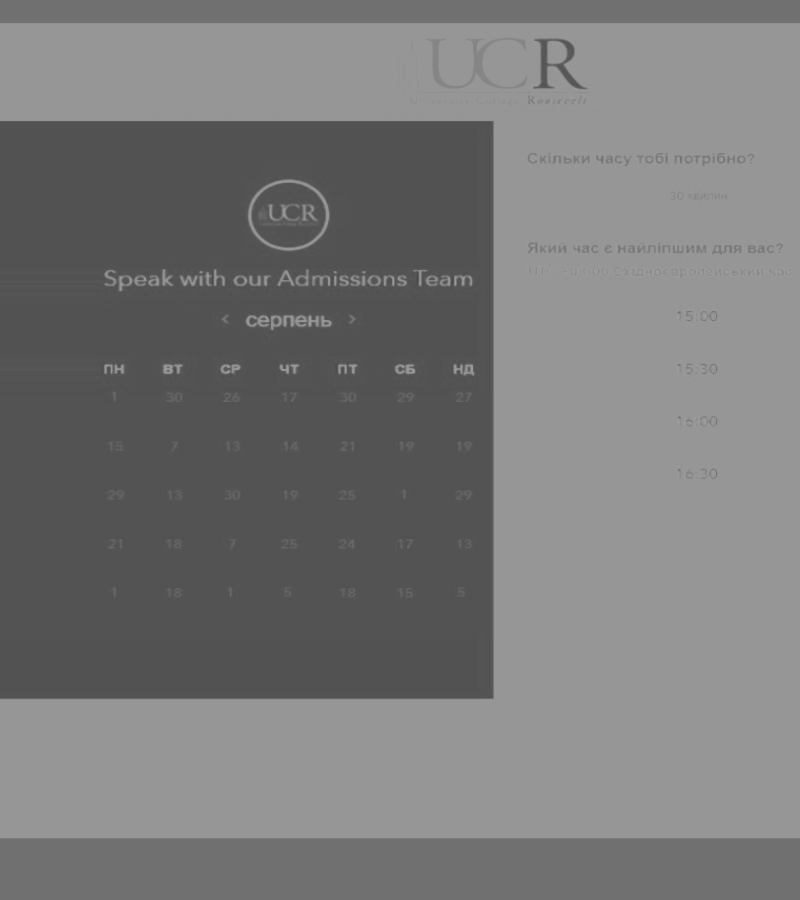 UCR
University College Roosevelt
UCR
Speak with our Admissions Team
< серпень >
ПН ВТ СР ЧТ ПТ СБ НД
1 30 26 17 30 29 27
15 7 13 14 21 19 19
29 13 30 19 25 1 29
21 18 7 25 24 17 13
1 18 1 5 18 15 5
Скільки часу тобі потрібно?
30 хвилин
Який час є найліпшим для вас?
Східноєвропейський час
15:00
15:30
16:00
16:30